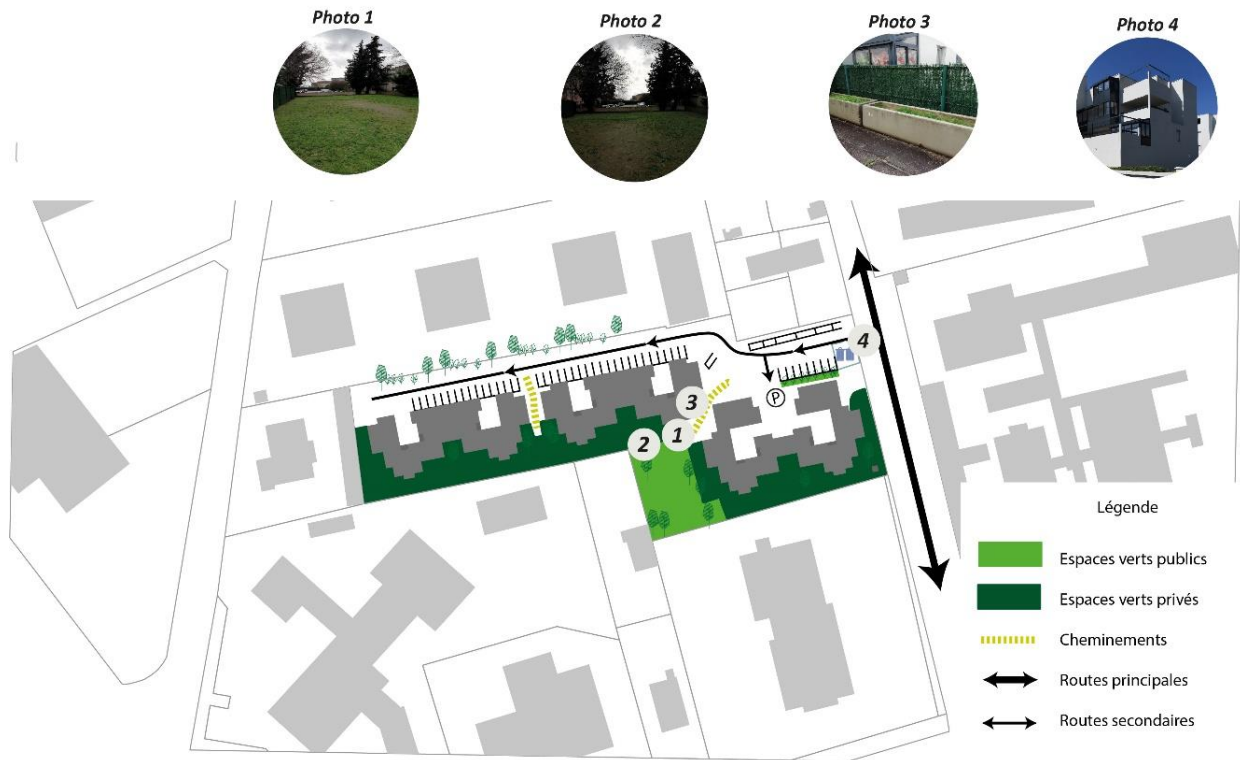 Photo 1
Photo 2
Photo 3
Photo 4
4
P
3
1
2
Légende
Espaces verts publics
Espaces verts privés
Cheminements
Routes principales
Routes secondaires